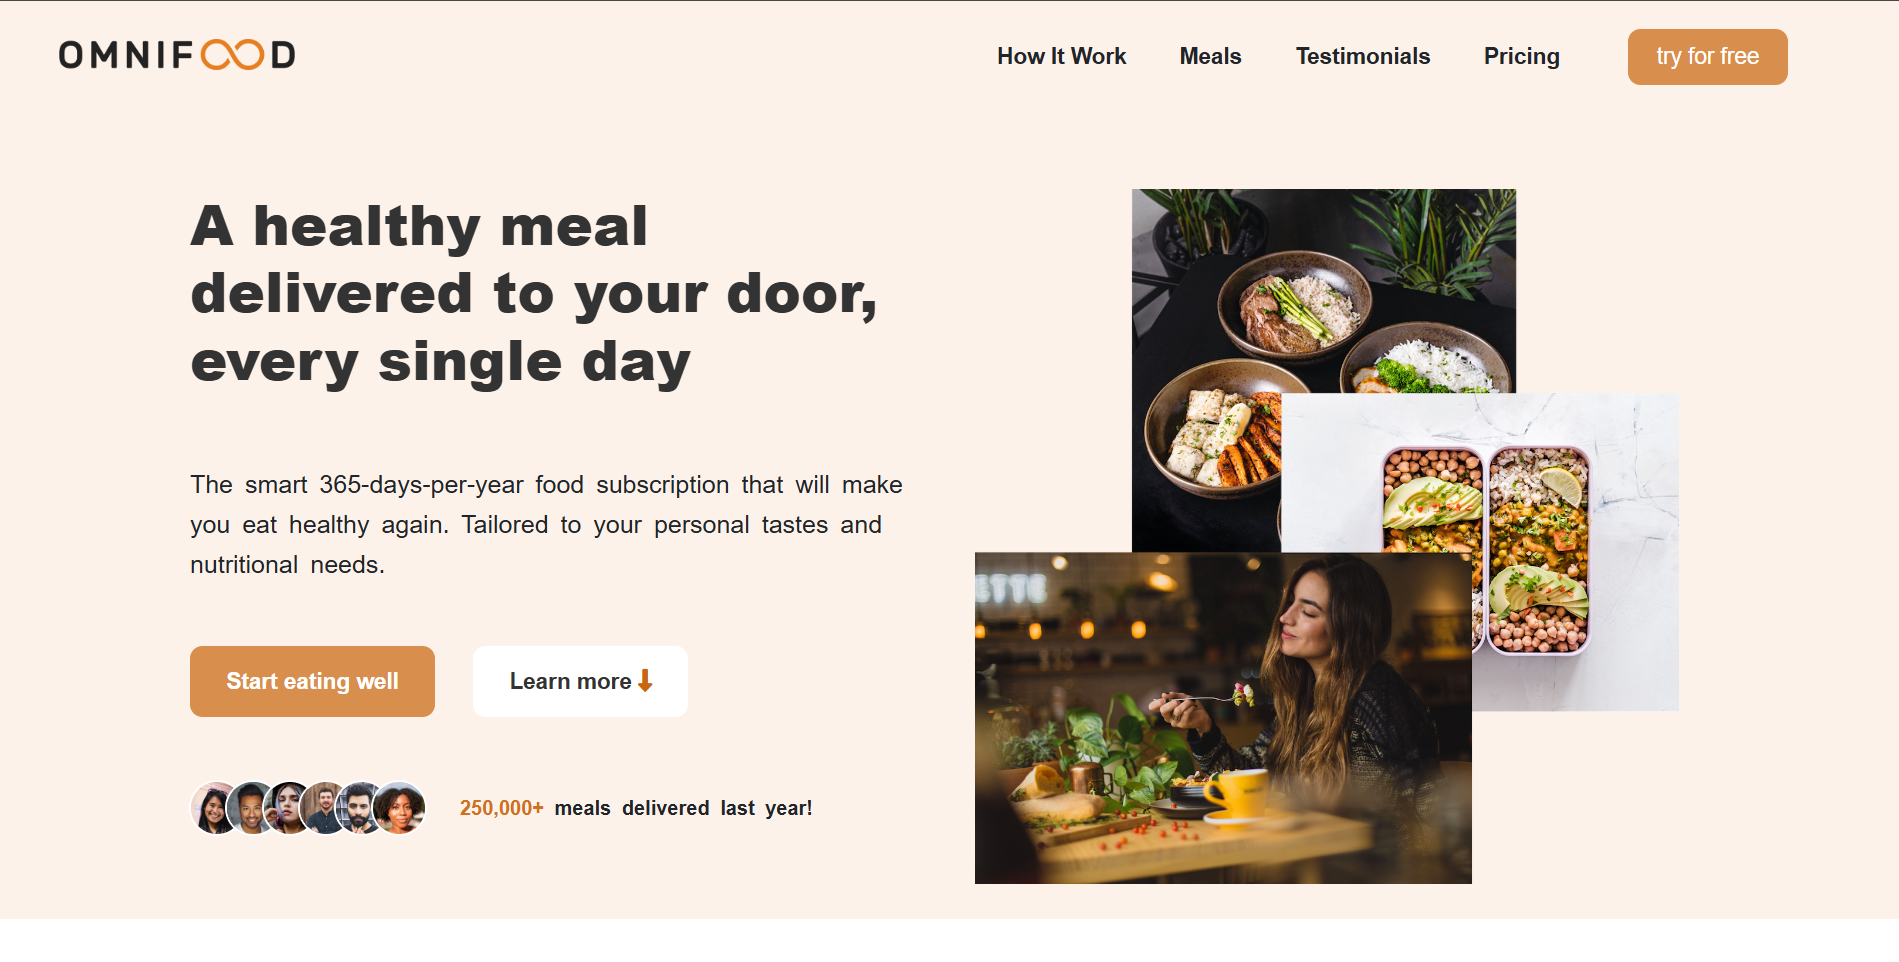 OMNIFOOD
How It Work Meals Testimonials Pricing try for free
A healthy meal
delivered to your door,
every single day
The smart 365-days-per-year food subscription that will make
you eat healthy again. Tailored to your personal tastes and
nutritional needs.
Start eating well Learn more
250,000+ meals delivered last year!
ETTE